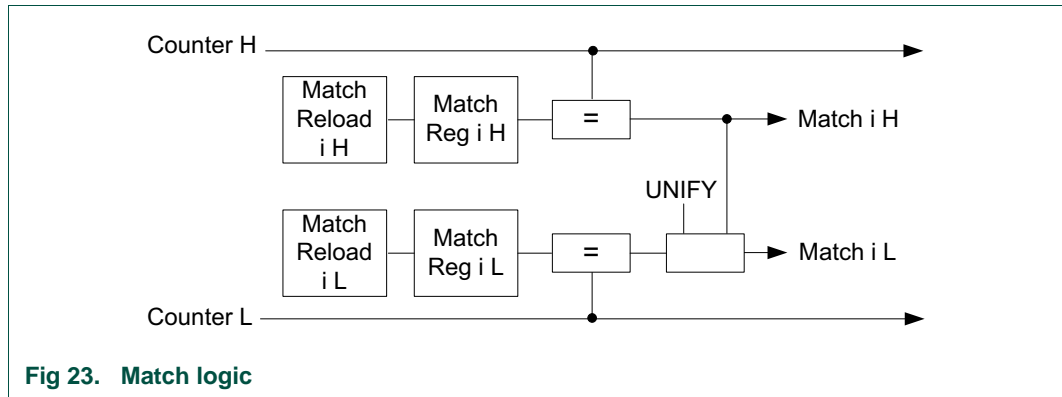 Counter H
Match
Reload
i H
Match
Reg i H
=
Match i H
UNIFY
Match
Reload
i L
Match
Reg i L
=
Match i L
Counter L
Fig 23. Match logic